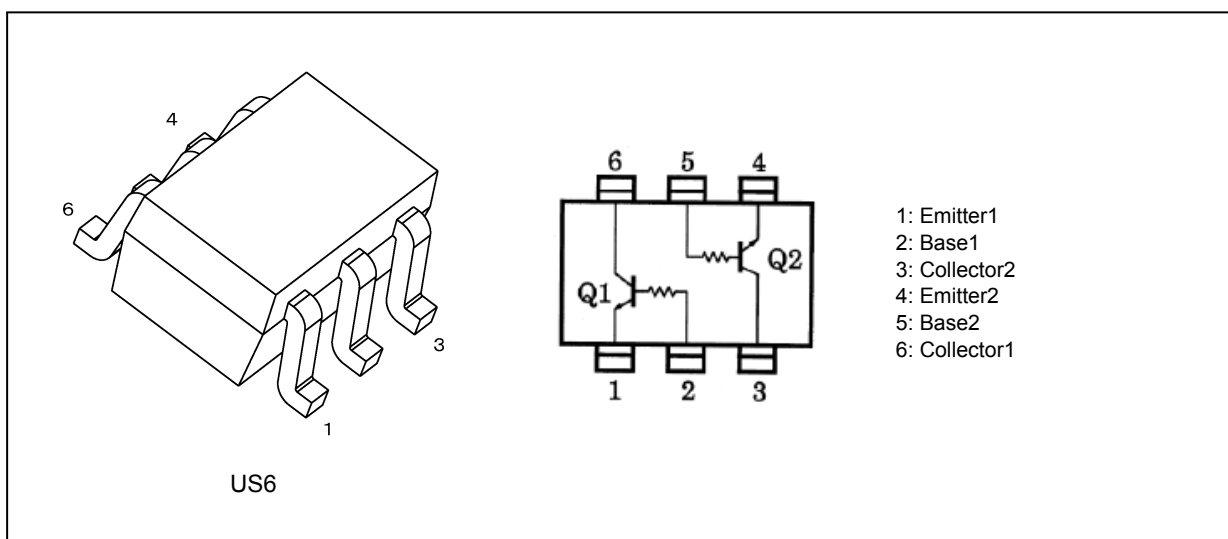 4
6
3
1
US6
6 5 4
Q2
Q1
1 2 3
1: Emitter1
2: Base1
3: Collector2
4: Emitter2
5: Base2
6: Collector1